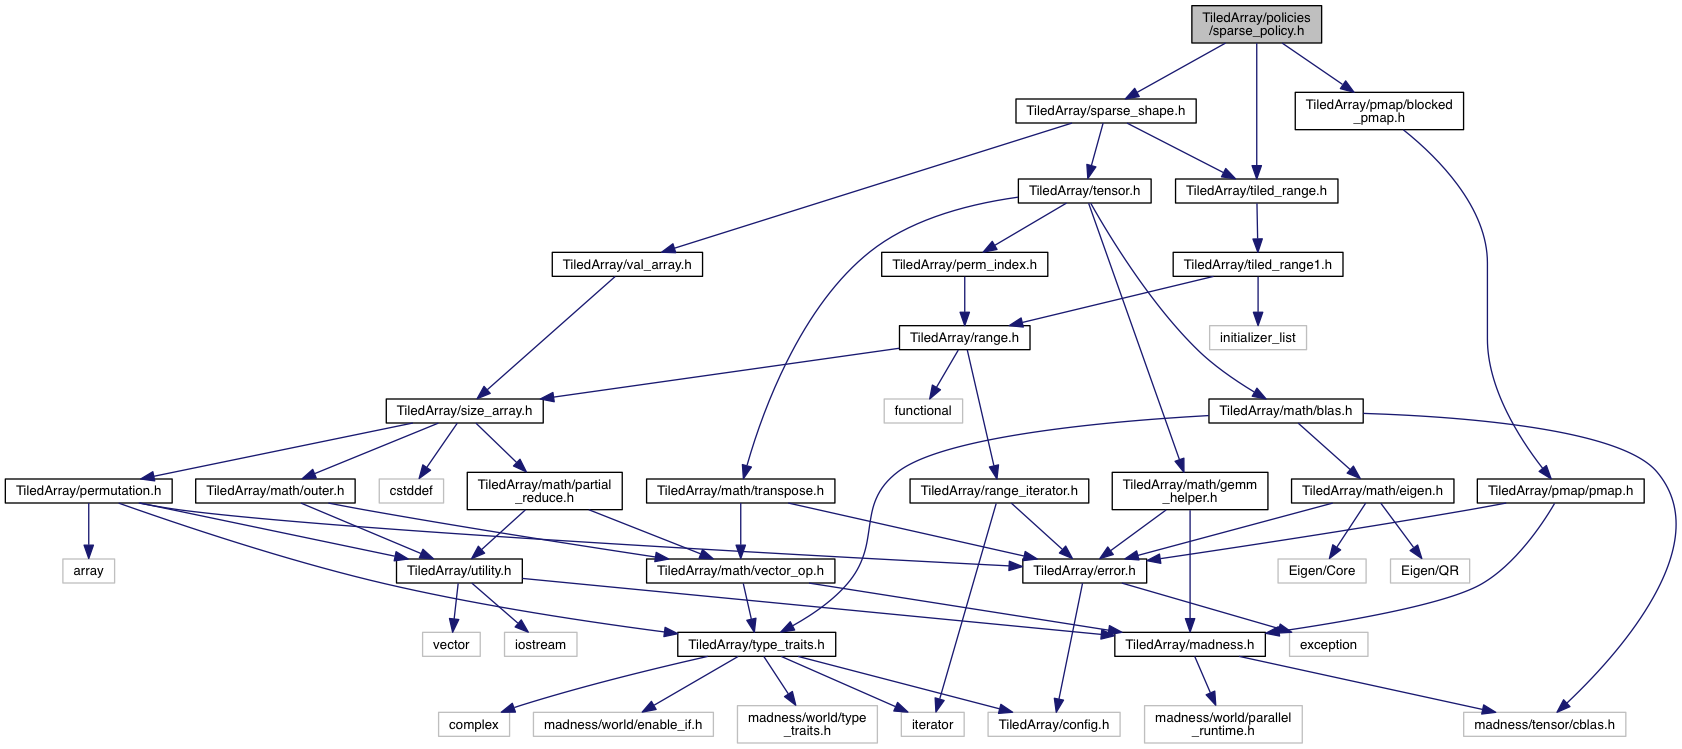 TiledArray/policies
/sparse_policy.h
TiledArray/sparse_shape.h
TiledArray/pmap/blocked
_pmap.h
TiledArray/tensor.h
TiledArray/tiled_range.h
TiledArray/val_array.h
TiledArray/perm_index.h
TiledArray/tiled_range1.h
TiledArray/range.h
initializer_list
TiledArray/size_array.h
functional
TiledArray/math/blas.h
TiledArray/permutation.h
TiledArray/math/outer.h
cstddef
TiledArray/math/partial
_reduce.h
TiledArray/math/transpose.h
TiledArray/range_iterator.h
TiledArray/math/gemm
_helper.h
TiledArray/math/eigen.h
TiledArray/pmap/pmap.h
array
TiledArray/utility.h
TiledArray/math/vector_op.h
TiledArray/error.h
Eigen/Core
Eigen/QR
vector
iostream
TiledArray/type_traits.h
TiledArray/madness.h
exception
complex
madness/world/enable_if.h
madness/world/type
_traits.h
iterator
TiledArray/config.h
madness/world/parallel
_runtime.h
madness/tensor/cblas.h